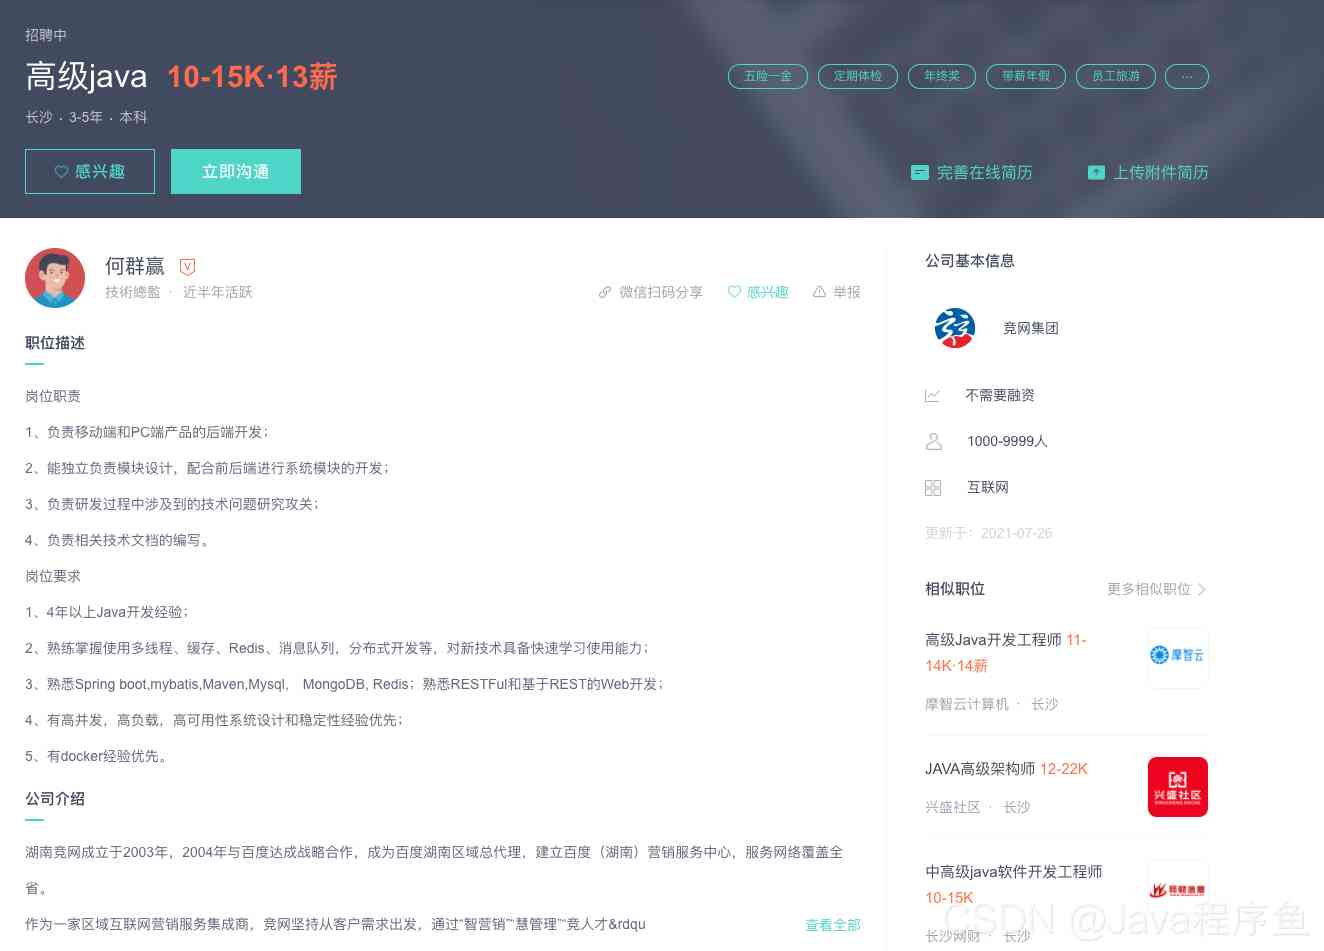 招聘中
高级java 10-15K·13薪
五险一金 定期体检 年终奖 带薪年假 员工旅游 ...
长沙 · 3-5年 · 本科
感兴趣 立即沟通
完善在线简历 上传附件简历
何群赢 V
技術總監 · 近半年活跃
微信扫码分享 感兴趣 举报
职位描述
岗位职责
1、负责移动端和PC端产品的后端开发；
2、能独立负责模块设计，配合前后端进行系统模块的开发；
3、负责研发过程中涉及到的技术问题研究攻关；
4、负责相关技术文档的编写。
岗位要求
1、4年以上Java开发经验；
2、熟练掌握使用多线程、缓存、Redis、消息队列，分布式开发等，对新技术具备快速学习使用能力；
3、熟悉Spring boot,mybatis,Maven,Mysql， MongoDB, Redis；熟悉RESTFul和基于REST的Web开发；
4、有高并发，高负载，高可用性系统设计和稳定性经验优先；
5、有docker经验优先。
公司介绍
湖南竞网成立于2003年，2004年与百度达成战略合作，成为百度湖南区域总代理，建立百度（湖南）营销服务中心，服务网络覆盖全
省。
作为一家区域互联网营销服务集成商，竞网坚持从客户需求出发，通过“智营销”“慧管理”“竞人才&rdqu
查看全部
公司基本信息
竞网集团
不需要融资
1000-9999人
互联网
更新于：2021-07-26
相似职位 更多相似职位
高级Java开发工程师 11-
14K·14薪
摩智云
摩智云计算机 · 长沙
JAVA高级架构师 12-22K
兴盛社区
兴盛社区 · 长沙
中高级java软件开发工程师
10-15K
长沙网财 · 长沙
CSDN @Java程序鱼